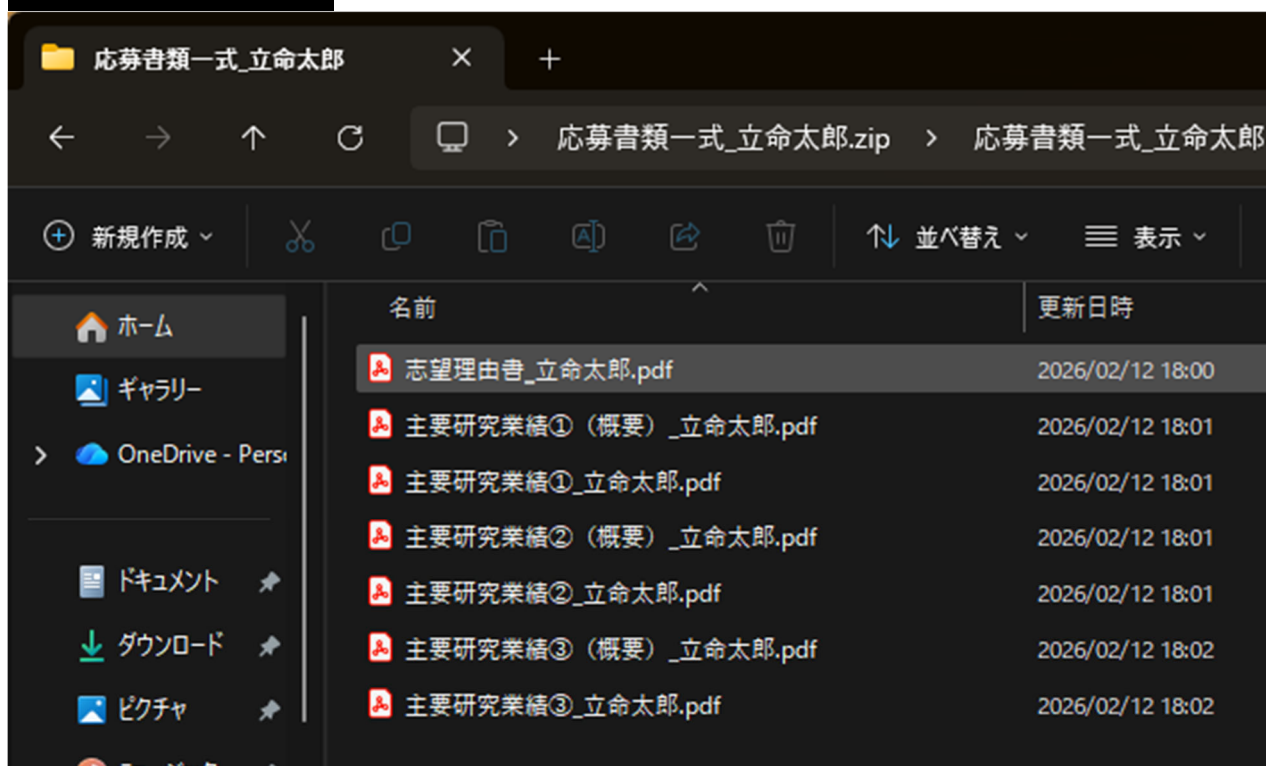 応募書類一式_立命太郎
応募書類一式_立命太郎.zip > 応募書類一式_立命太郎
新規作成 並べ替え 表示
名前 更新日時
ホーム
ギャラリー
OneDrive - Perso
ドキュメント
ダウンロード
ピクチャ
志望理由書_立命太郎.pdf 2026/02/12 18:00
主要研究業績①（概要）_立命太郎.pdf 2026/02/12 18:01
主要研究業績①_立命太郎.pdf 2026/02/12 18:01
主要研究業績②（概要）_立命太郎.pdf 2026/02/12 18:01
主要研究業績②_立命太郎.pdf 2026/02/12 18:01
主要研究業績③（概要）_立命太郎.pdf 2026/02/12 18:02
主要研究業績③_立命太郎.pdf 2026/02/12 18:02